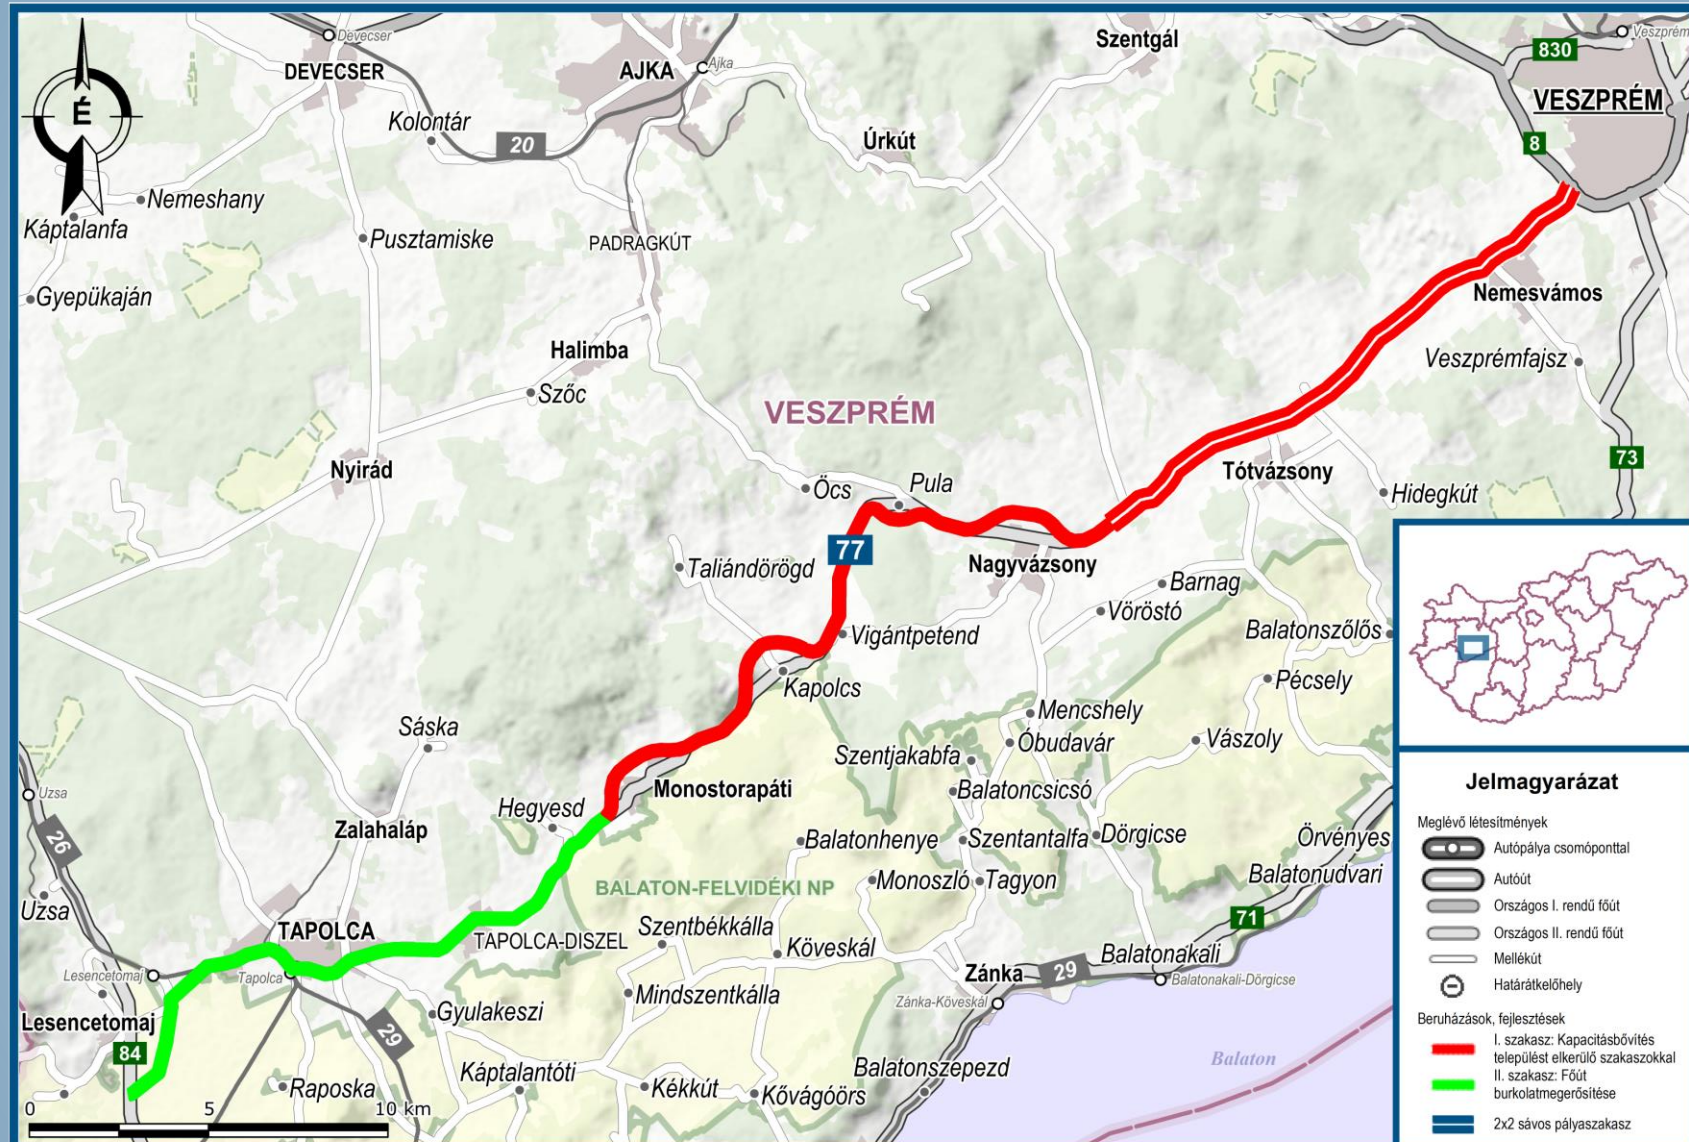 Devecser
DEVECSER
AJKA
Ajka
Szentgál
830
Veszprém
VESZPRÉM
É
Kolontár
20
Úrkút
8
Nemeshany
Káptalanfa
Pusztamiske
PADRAGKÚT
Gyepükaján
Nemesvámos
Halimba
Veszprémfajsz
Szőc
VESZPRÉM
Nyirád
Tótvázsony
73
Öcs
Pula
Hidegkút
77
Taliándörögd
Nagyvázsony
Barnag
Vöröstó
Vigántpetend
Balatonszőlős
Kapolcs
Pécsely
Mencshely
Sáska
Óbudavár
Vászoly
Szentjakabfa
Uzsa
Monostorapáti
Balatoncsicsó
Hegyesd
Zalahaláp
26
Balatonhenye
Szentantalfa
Dörgicse
Örvényes
BALATON-FELVIDÉKI NP
Monoszló
Tagyon
Balatonudvari
Uzsa
71
TAPOLCA
TAPOLCA-DISZEL
Szentbékkálla
Köveskál
Balatonakali
Lesencetomaj
Tapolca
Zánka
29
Balatonakali-Dörgicse
Mindszentkálla
Zánka-Köveskál
Gyulakeszi
Lesencetomaj
29
84
Balaton
Raposka
Káptalantóti
Kékkút
Kővágóörs
Balatonszepezd
0 5 10 km
Jelmagyarázat
Meglévő létesítmények
Autópálya csomóponttal
Autóút
Országos I. rendű főút
Országos II. rendű főút
Mellékút
Határátkelőhely
Beruházások, fejlesztések
I. szakasz: Kapacitásbővítés
települést elkerülő szakaszokkal
II. szakasz: Főút
burkolatmegerősítése
2x2 sávos pályaszakasz